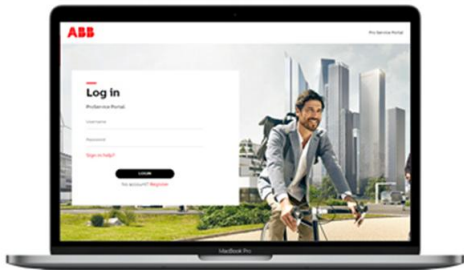 ABB
ProService Portal
Log in
ProService Portal
Username
Password
Sign in help?
LOGIN
No account? Register
MacBook Pro